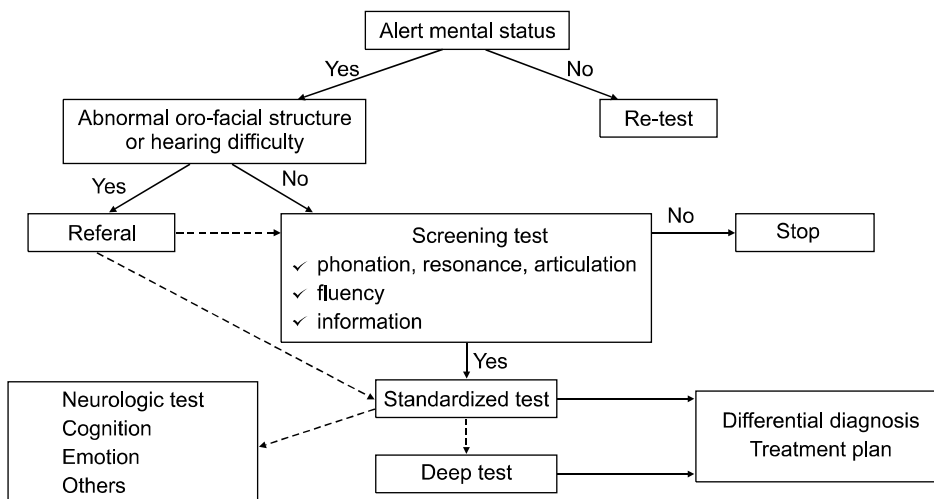 Alert mental status
Yes
No
Abnormal oro-facial structure
or hearing difficulty
Re-test
Yes
No
Referal
Screening test
✓ phonation, resonance, articulation
✓ fluency
✓ information
No
Stop
Yes
Standardized test
Neurologic test
Cognition
Emotion
Others
Deep test
Differential diagnosis
Treatment plan